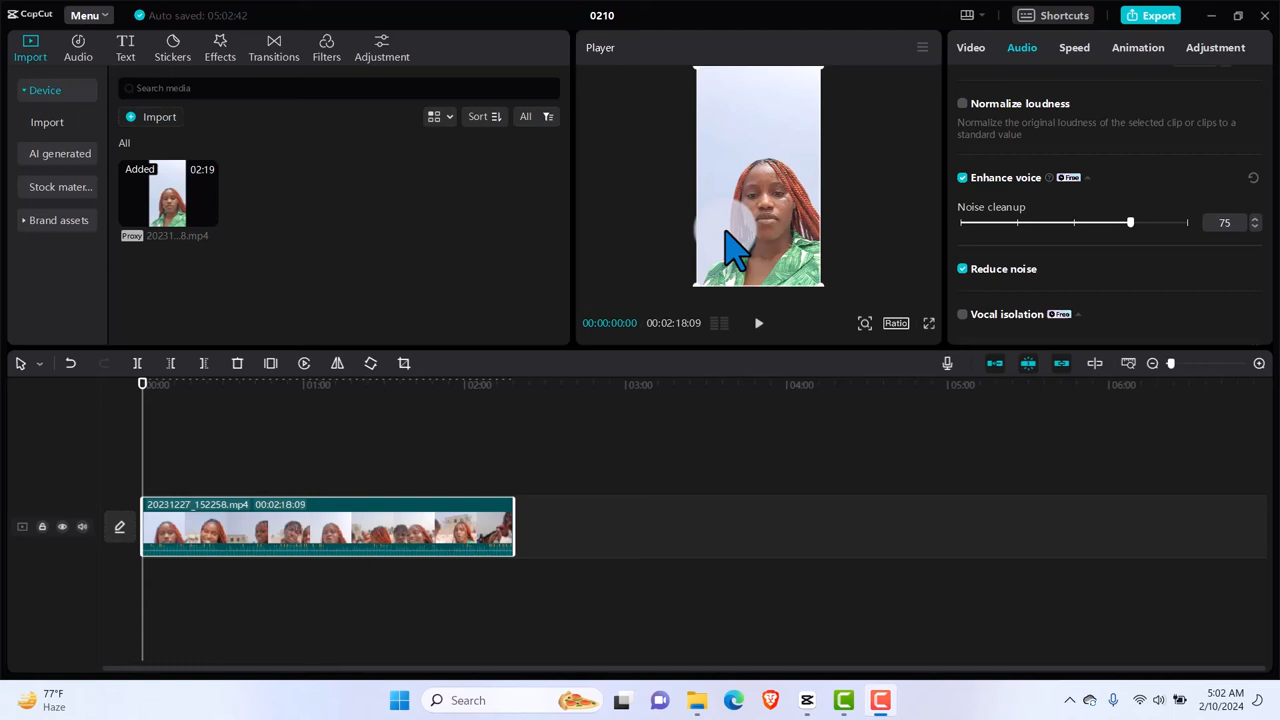 CapCut Menu Auto saved: 05:02:42 0210 Shortcuts Export
Import Audio Text Stickers Effects Transitions Filters Adjustment
Device
Import
AI generated
Stock mater...
Brand assets
Search media
Import Sort All
All
Added 02:19
Proxy 20231...8.mp4
Player
00:00:00:00 00:02:18:09 Ratio
Video Audio Speed Animation Adjustment
Normalize loudness
Normalize the original loudness of the selected clip or clips to a
standard value
Enhance voice Free
Noise cleanup
75
Reduce noise
Vocal isolation Free
00:00 01:00 02:00 03:00 04:00 05:00 06:00
20231227_152258.mp4 00:02:18:09
77°F
Haze
Search
5:02 AM
2/10/2024